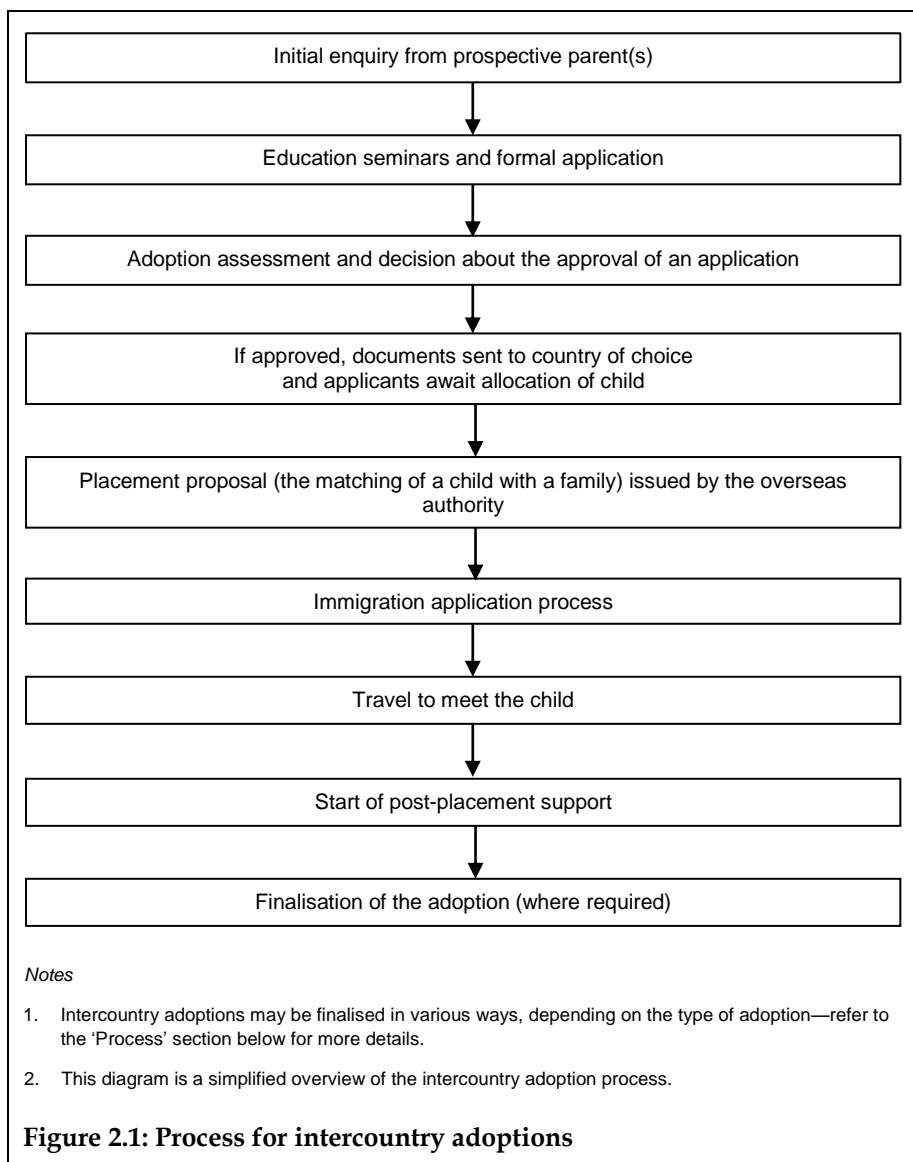 Initial enquiry from prospective parent(s)
Education seminars and formal application
Adoption assessment and decision about the approval of an application
If approved, documents sent to country of choice
and applicants await allocation of child
Placement proposal (the matching of a child with a family) issued by the overseas
authority
Immigration application process
Travel to meet the child
Start of post-placement support
Finalisation of the adoption (where required)
Notes
1. Intercountry adoptions may be finalised in various ways, depending on the type of adoption—refer to
the ‘Process’ section below for more details.
2. This diagram is a simplified overview of the intercountry adoption process.
Figure 2.1: Process for intercountry adoptions